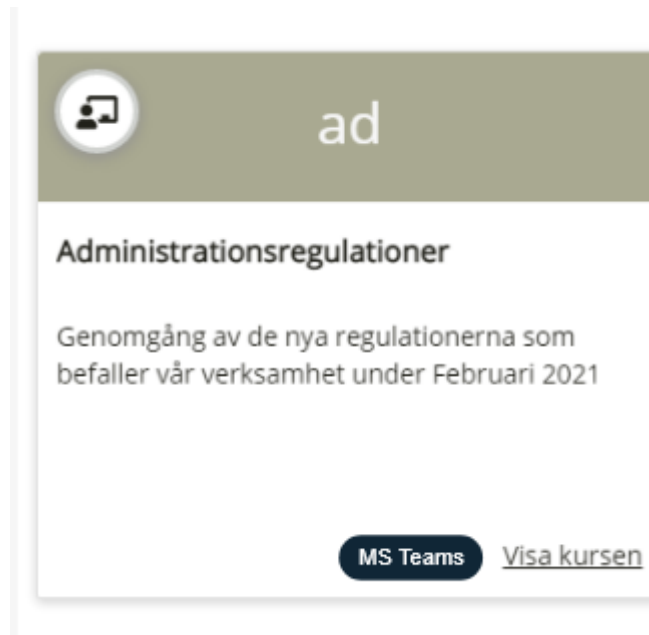 ad
Administrationsregulationer
Genomgång av de nya regulationerna som
befaller vår verksamhet under Februari 2021
MS Teams
Visa kursen